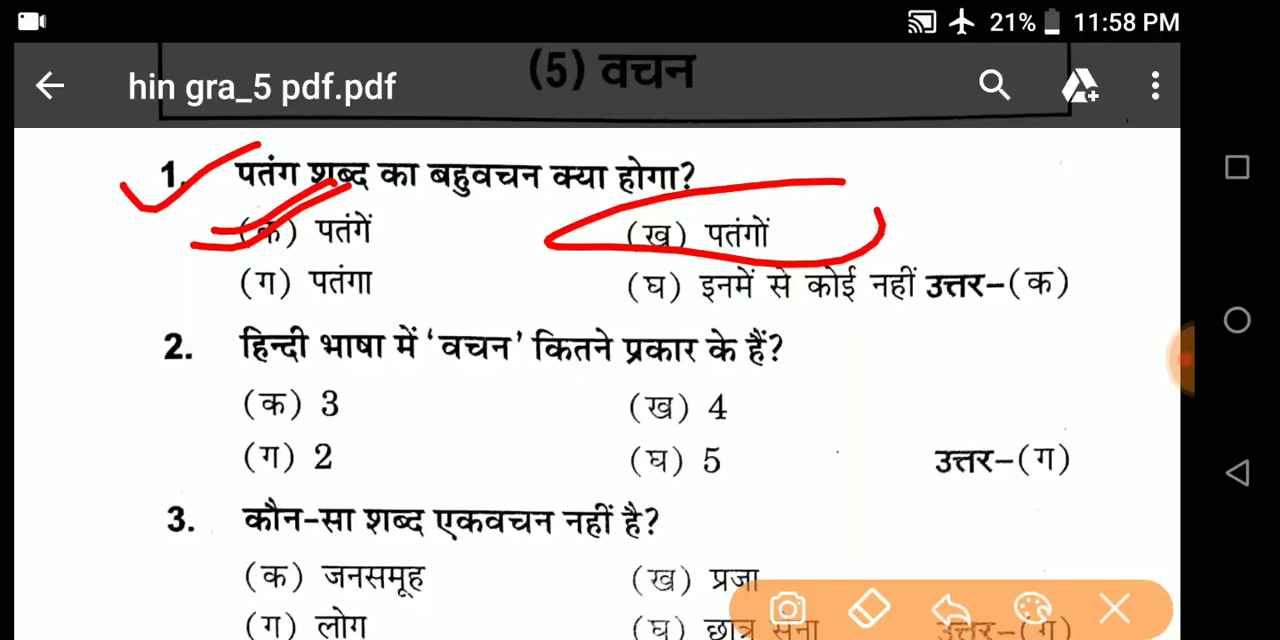 21% 11:58 PM
(5) वचन
hin gra_5 pdf.pdf
1. पतंग शब्द का बहुवचन क्या होगा?
(क) पतंगें (ख) पतंगों
(ग) पतंगा (घ) इनमें से कोई नहीं उत्तर–(क)
2. हिन्दी भाषा में ‘वचन’ कितने प्रकार के हैं?
(क) 3 (ख) 4
(ग) 2 (घ) 5 उत्तर–(ग)
3. कौन-सा शब्द एकवचन नहीं है?
(क) जनसमूह (ख) प्रजा
(ग) लोग (घ) छात्र सेना उत्तर–(ग)